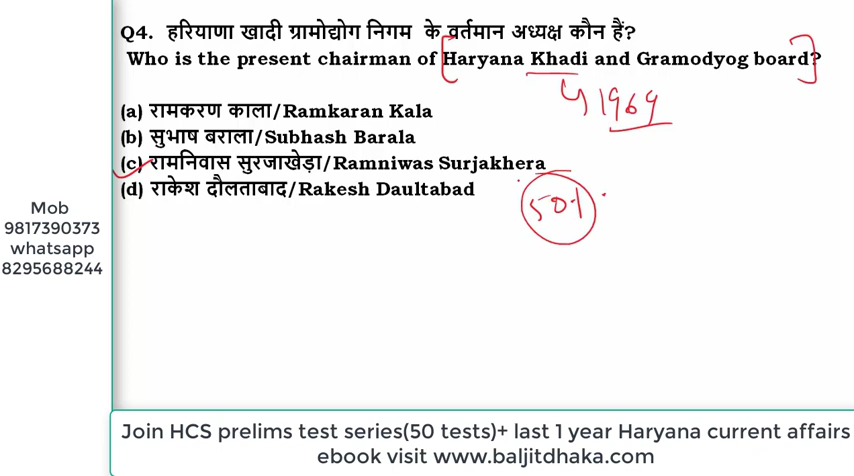 Q4. हरियाणा खादी ग्रामोद्योग निगम के वर्तमान अध्यक्ष कौन हैं?
Who is the present chairman of [Haryana Khadi and Gramodyog board?]
1969
(a) रामकरण काला/Ramkaran Kala
(b) सुभाष बराला/Subhash Barala
(c) रामनिवास सुरजाखेड़ा/Ramniwas Surjakhera
(d) राकेश दौलताबाद/Rakesh Daultabad
Mob
9817390373
whatsapp
8295688244
Join HCS prelims test series(50 tests)+ last 1 year Haryana current affairs
ebook visit www.baljitdhaka.com